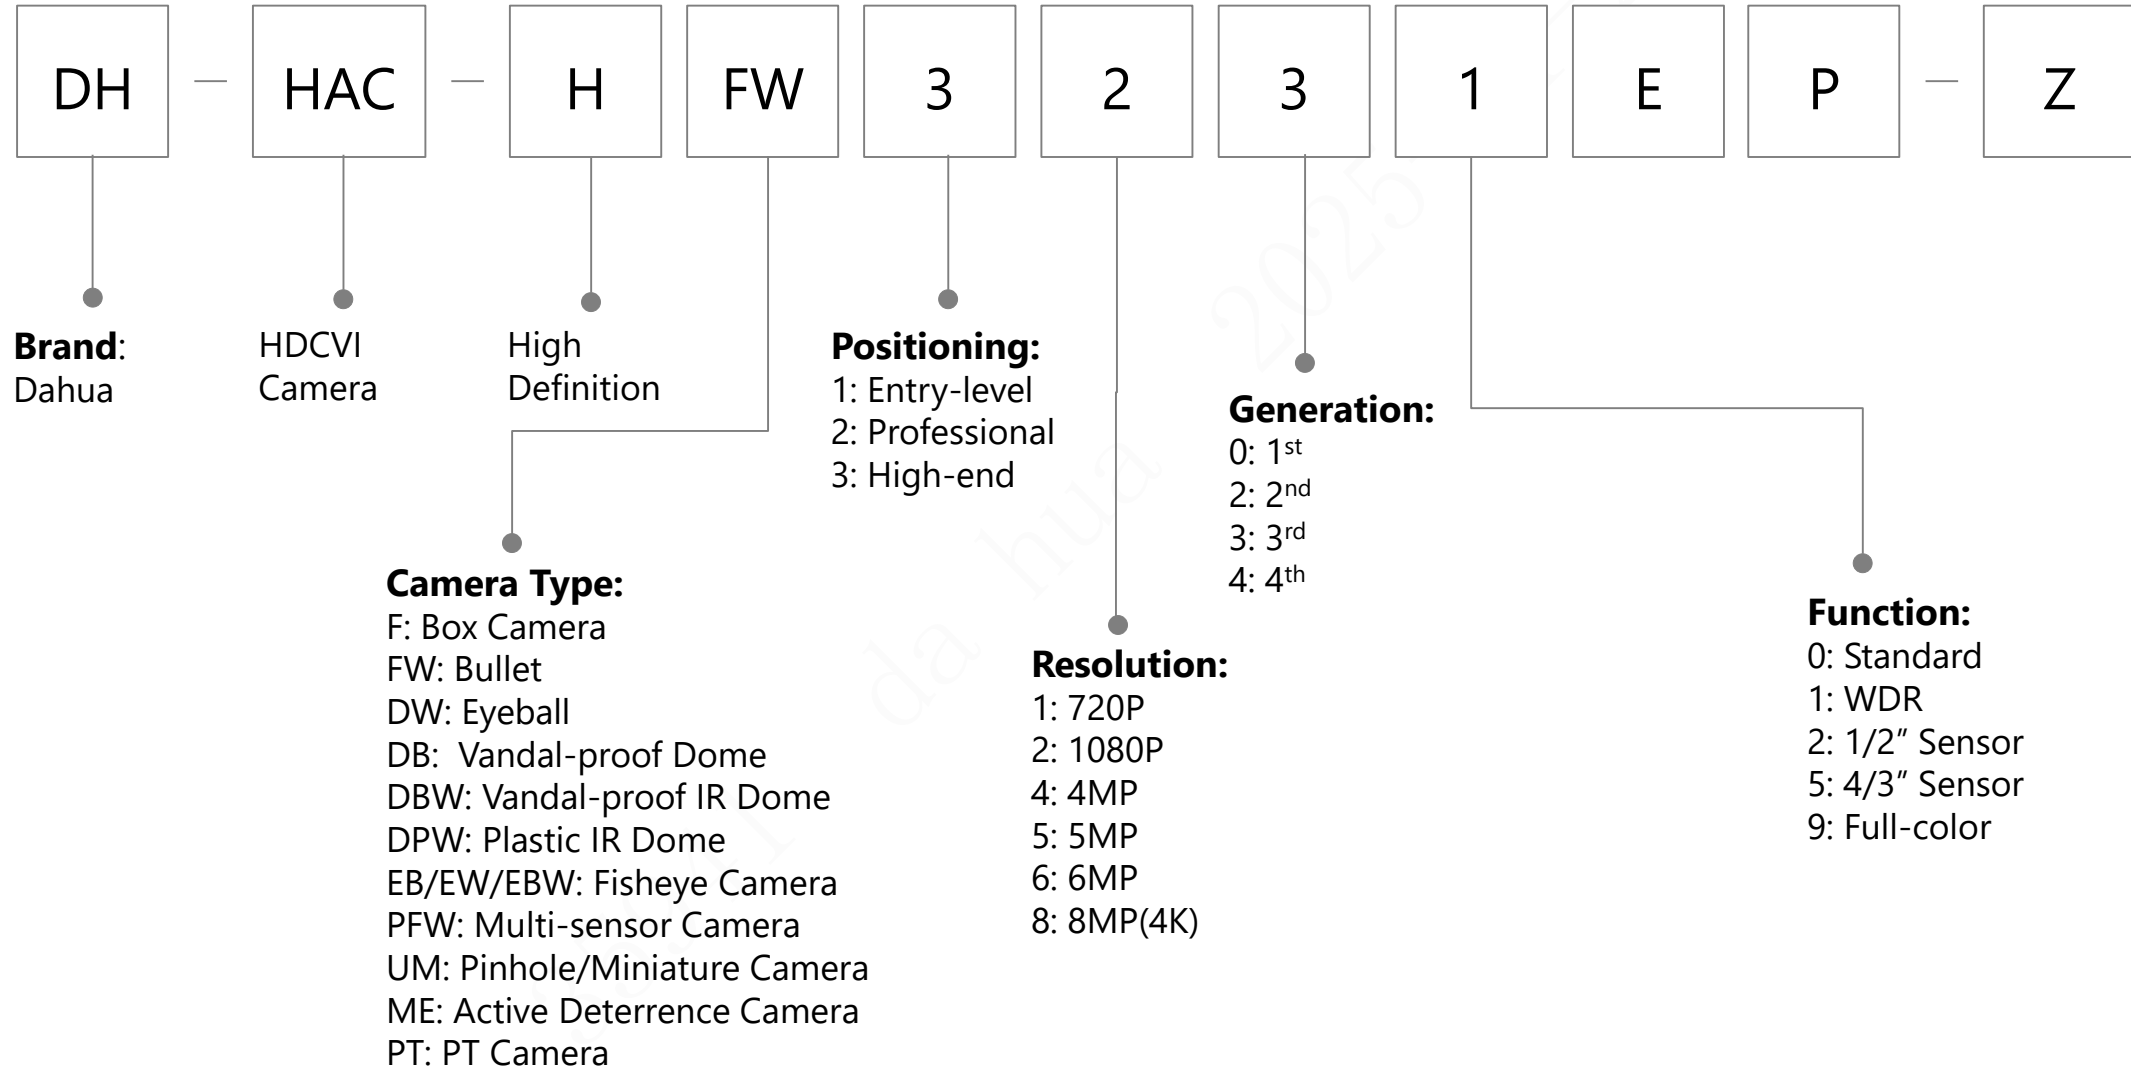 DH — HAC — H FW 3 2 3 1 E P — Z
Brand:
Dahua
HDCVI
Camera
High
Definition
Camera Type:
F: Box Camera
FW: Bullet
DW: Eyeball
DB:  Vandal-proof Dome
DBW: Vandal-proof IR Dome
DPW: Plastic IR Dome
EB/EW/EBW: Fisheye Camera
PFW: Multi-sensor Camera
UM: Pinhole/Miniature Camera
ME: Active Deterrence Camera
PT: PT Camera
Positioning:
1: Entry-level
2: Professional
3: High-end
Resolution:
1: 720P
2: 1080P
4: 4MP
5: 5MP
6: 6MP
8: 8MP(4K)
Generation:
0: 1st
2: 2nd
3: 3rd
4: 4th
Function:
0: Standard
1: WDR
2: 1/2″ Sensor
5: 4/3″ Sensor
9: Full-color
da hua 2025